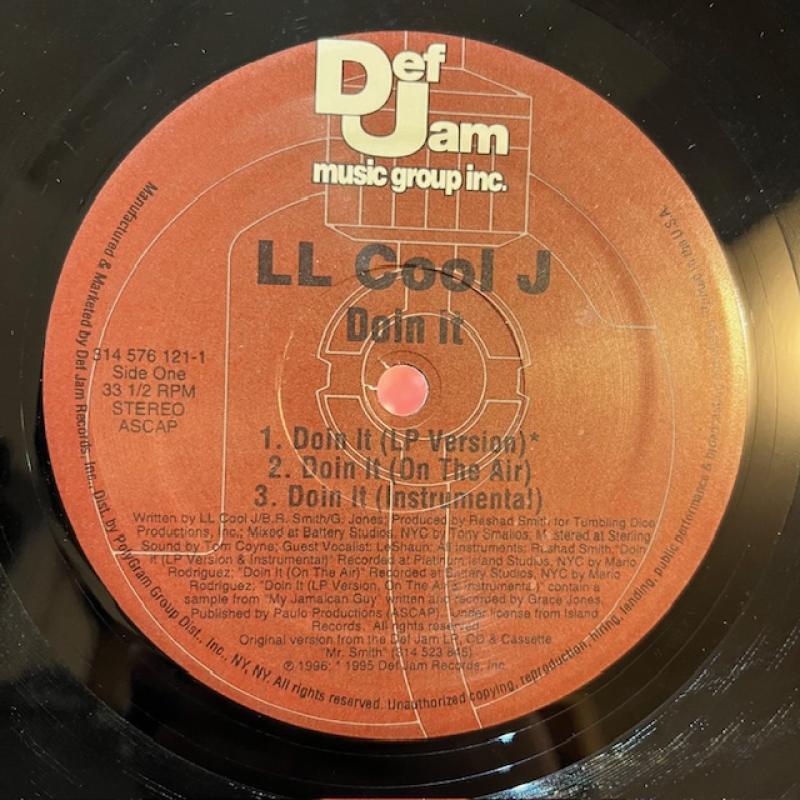 Def
Jam
music group inc.
LL Cool J
Doin it
314 576 121-1
Side One
33 1/2 RPM
STEREO
ASCAP
1. Doin It (LP Version)*
2. Doin It (On The Air)
3. Doin It (Instrumental)
Written by LL Cool J/B.R. Smith/G. Jones; Produced by Rashad Smith for Tumbling Dice
Productions, Inc.; Mixed at Battery Studios, NYC by Tony Smalios; Mastered at Sterling
Sound by Tom Coyne; Guest Vocalist: LeShaun; All Instruments: Rashad Smith; "Doin
It (LP Version & Instrumental)" Recorded at Platinum Island Studios, NYC by Mario
Rodriguez; "Doin It (On The Air)" Recorded at Battery Studios, NYC by Mario
Rodriguez; "Doin It (LP Version, On The Air & Instrumental)" contain a
sample from "My Jamaican Guy" written and recorded by Grace Jones,
Published by Paulo Productions (ASCAP). Under license from Island
Records. All rights reserved.
Original version from the Def Jam LP, CD & Cassette
"Mr. Smith" (314 523 845)
℗ 1996; * 1995 Def Jam Records, Inc.
Manufactured & Marketed by Def Jam Records, Inc., Dist. by PolyGram Group Dist., Inc., NY, NY. All rights reserved. Unauthorized copying, reproduction, hiring, lending, public performance & in the U.S.A.